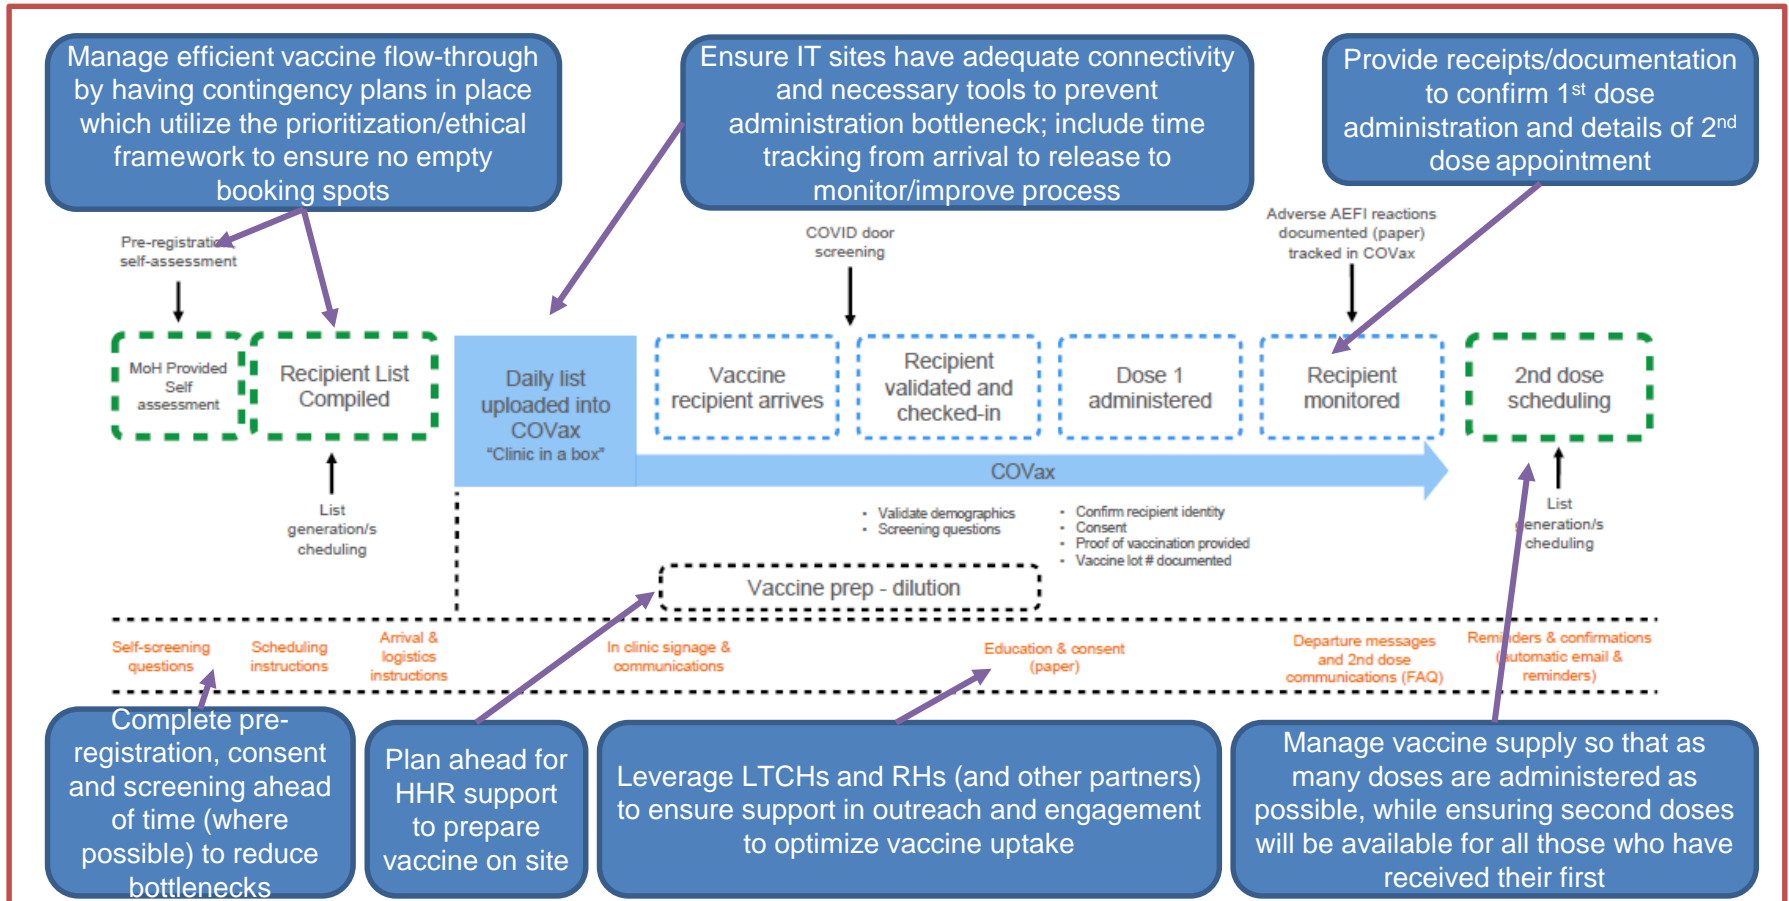 Manage efficient vaccine flow-through
by having contingency plans in place
which utilize the prioritization/ethical
framework to ensure no empty
booking spots
Ensure IT sites have adequate connectivity
and necessary tools to prevent
administration bottleneck; include time
tracking from arrival to release to
monitor/improve process
Provide receipts/documentation
to confirm 1st dose
administration and details of 2nd
dose appointment
Pre-registration,
self-assessment
COVID door
screening
Adverse AEFI reactions
documented (paper)
tracked in COVax
MoH Provided
Self
assessment
Recipient List
Compiled
Daily list
uploaded into
COVax
"Clinic in a box"
Vaccine
recipient arrives
Recipient
validated and
checked-in
Dose 1
administered
Recipient
monitored
2nd dose
scheduling
COVax
List
generation/s
cheduling
• Validate demographics
• Screening questions
• Confirm recipient identity
• Consent
• Proof of vaccination provided
• Vaccine lot # documented
List
generation/s
cheduling
Vaccine prep - dilution
Self-screening
questions
Scheduling
instructions
Arrival &
logistics
instructions
In clinic signage &
communications
Education & consent
(paper)
Departure messages
and 2nd dose
communications (FAQ)
Reminders & confirmations
(automatic email &
reminders)
Complete pre-
registration, consent
and screening ahead
of time (where
possible) to reduce
bottlenecks
Plan ahead for
HHR support
to prepare
vaccine on site
Leverage LTCHs and RHs (and other partners)
to ensure support in outreach and engagement
to optimize vaccine uptake
Manage vaccine supply so that as
many doses are administered as
possible, while ensuring second doses
will be available for all those who have
received their first